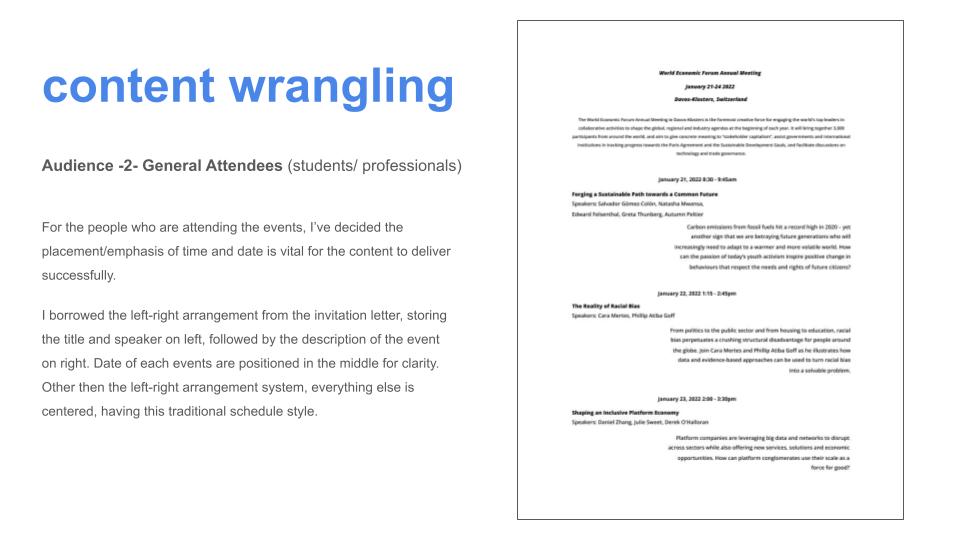 content wrangling
Audience -2- General Attendees (students/ professionals)
For the people who are attending the events, I've decided the
placement/emphasis of time and date is vital for the content to deliver
successfully.
I borrowed the left-right arrangement from the invitation letter, storing
the title and speaker on left, followed by the description of the event
on right. Date of each events are positioned in the middle for clarity.
Other then the left-right arrangement system, everything else is
centered, having this traditional schedule style.
World Economic Forum Annual Meeting
January 21-24 2022
Davos-Klosters, Switzerland
The World Economic Forum Annual Meeting in Davos-Klosters is the foremost creative force for engaging the world's top leaders in
collaborative activities to shape the global, regional and industry agendas at the beginning of each year. It will bring together 3,000
participants from around the world, and aim to give concrete meaning to "stakeholder capitalism", assist governments and international
institutions in tracking progress towards the Paris Agreement and the Sustainable Development Goals, and facilitate discussions on
technology and trade governance.
January 21, 2022 8:30 - 9:45am
Forging a Sustainable Path towards a Common Future
Speakers: Salvador Gómez-Colón, Natasha Mwansa,
Edward Felsenthal, Greta Thunberg, Autumn Peltier
Carbon emissions from fossil fuels hit a record high in 2020 - yet
another sign that we are betraying future generations who will
increasingly need to adapt to a warmer and more volatile world. How
can the passion of today's youth activism inspire positive change in
behaviours that respect the needs and rights of future citizens?
January 22, 2022 1:15 - 2:45pm
The Reality of Racial Bias
Speakers: Cara Mertes, Phillip Atiba Goff
From politics to the public sector and from housing to education, racial
bias perpetuates a crushing structural disadvantage for people around
the globe. Join Cara Mertes and Phillip Atiba Goff as he illustrates how
data and evidence-based approaches can be used to turn racial bias
into a solvable problem.
January 23, 2022 2:00 - 3:30pm
Shaping an Inclusive Platform Economy
Speakers: Daniel Zhang, Julie Sweet, Derek O'Halloran
Platform companies are leveraging big data and networks to disrupt
across sectors while also offering new services, solutions and economic
opportunities. How can platform conglomerates use their scale as a
force for good?